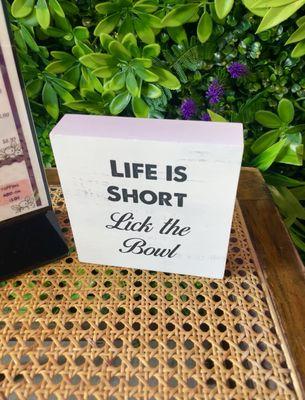 LIFE IS
SHORT
Lick the
Bowl